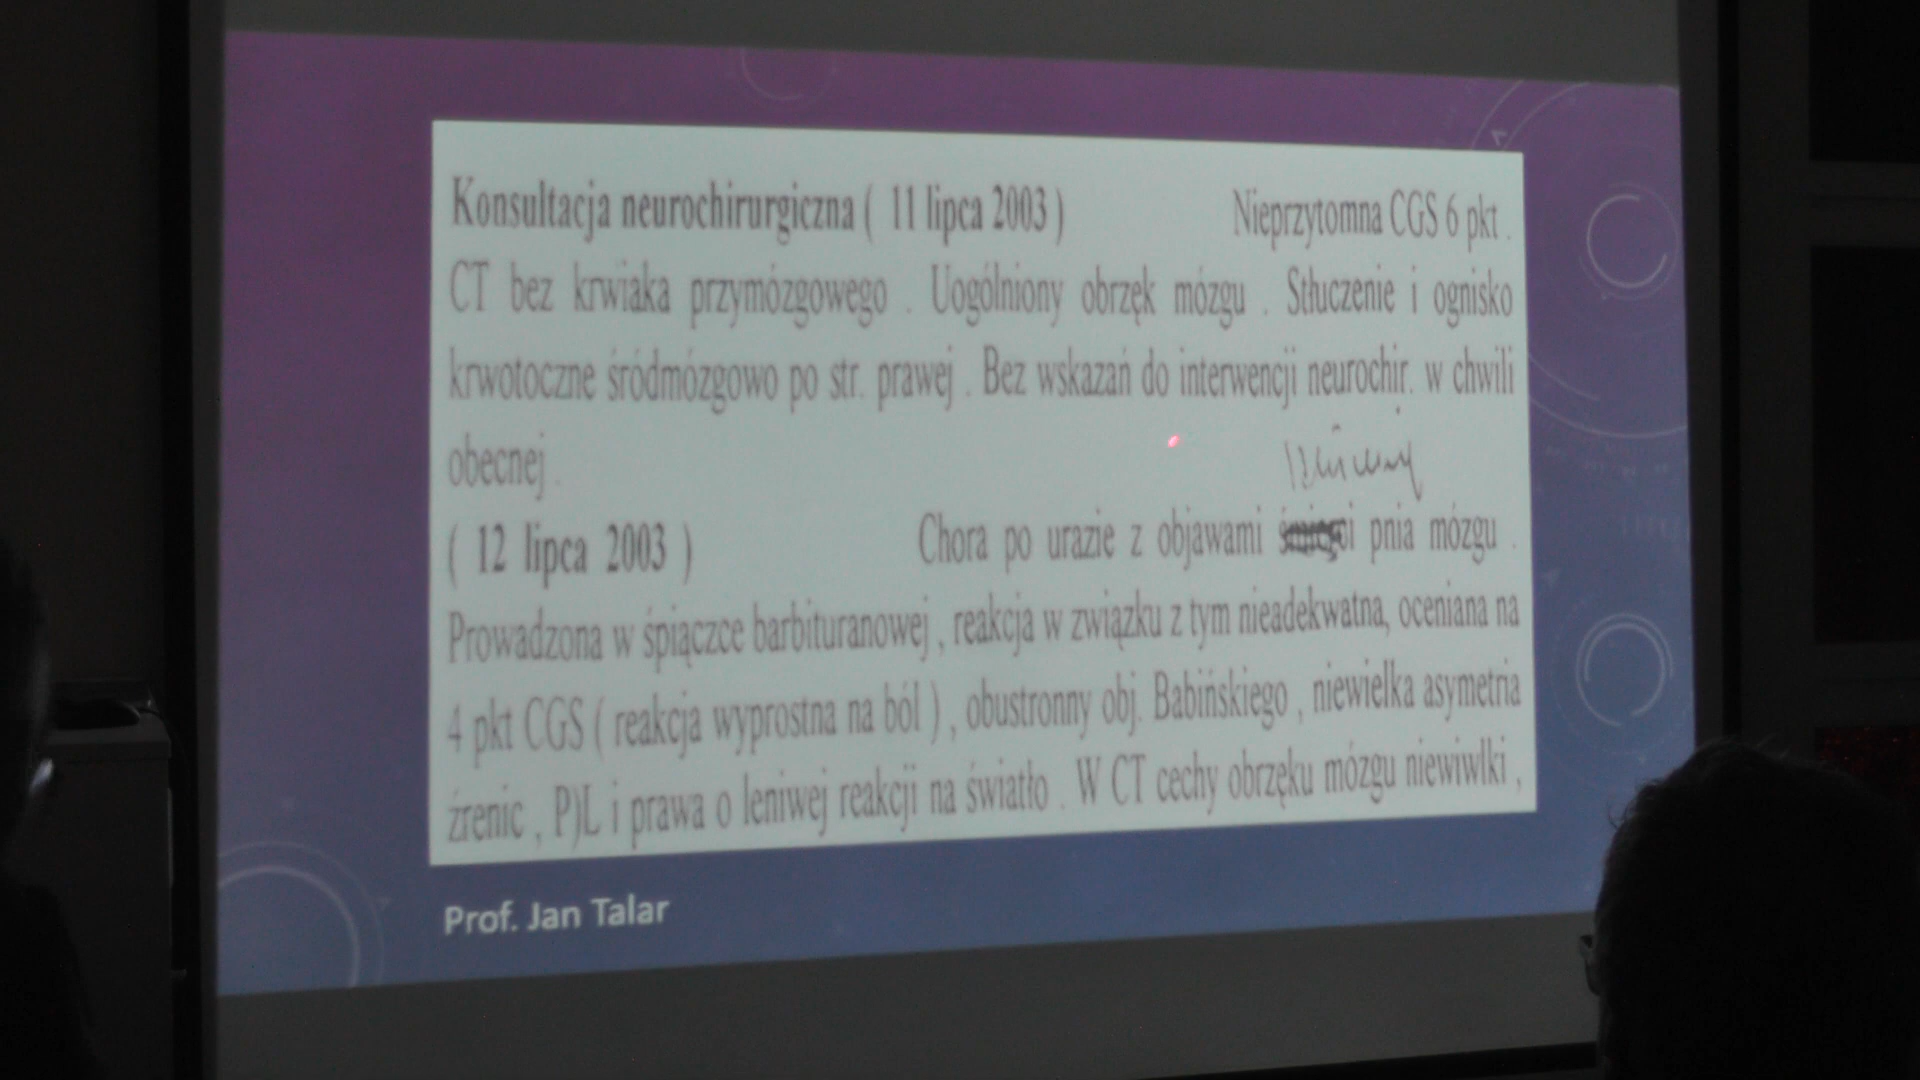 Konsultacja neurochirurgiczna ( 11 lipca 2003 ) Nieprzytomna CGS 6 pkt .
CT bez krwiaka przymózgowego . Uogólniony obrzęk mózgu . Stłuczenie i ognisko
krwotoczne śródmózgowo po str. prawej . Bez wskazań do interwencji neurochir. w chwili
obecnej .
( 12 lipca 2003 ) Chora po urazie z objawami pnia mózgu .
Prowadzona w śpiączce barbituranowej , reakcja w związku z tym nieadekwatna, oceniana na
4 pkt CGS ( reakcja wyprostna na ból ) , obustronny obj. Babińskiego , niewielka asymetria
źrenic , P)L i prawa o leniwej reakcji na światło . W CT cechy obrzęku mózgu niewiwlki ,
Prof. Jan Talar